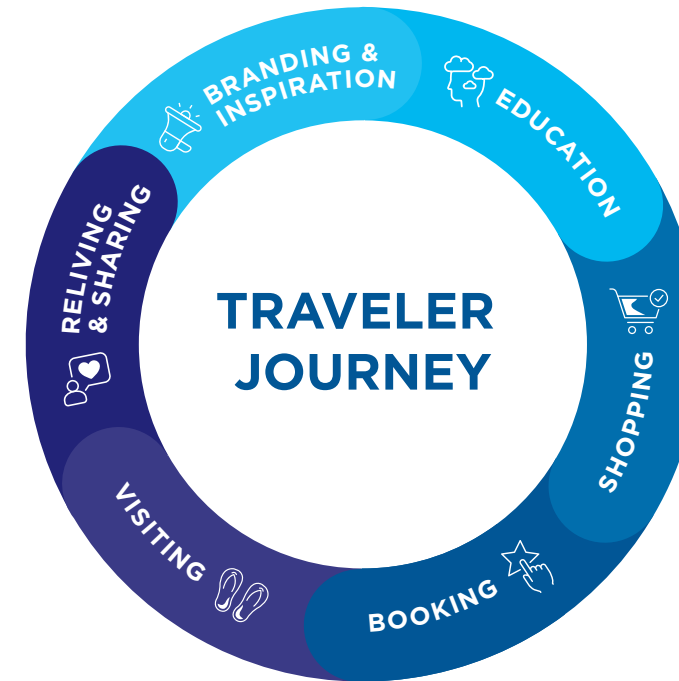 BRANDING &
INSPIRATION
EDUCATION
SHOPPING
BOOKING
VISITING
RELIVING
& SHARING
TRAVELER
JOURNEY